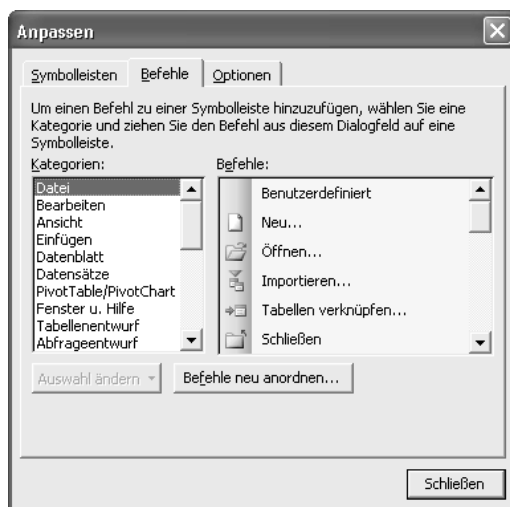 Anpassen
Symbolleisten Befehle Optionen
Um einen Befehl zu einer Symbolleiste hinzuzufügen, wählen Sie eine
Kategorie und ziehen Sie den Befehl aus diesem Dialogfeld auf eine
Symbolleiste.
Kategorien:
Datei
Bearbeiten
Ansicht
Einfügen
Datenblatt
Datensätze
PivotTable/PivotChart
Fenster u. Hilfe
Tabellenentwurf
Abfrageentwurf
Befehle:
Benutzerdefiniert
Neu...
Öffnen...
Importieren...
Tabellen verknüpfen...
Schließen
Auswahl ändern
Befehle neu anordnen...
Schließen